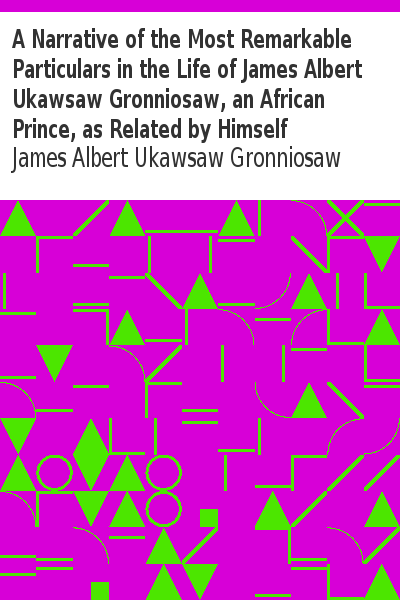 A Narrative of the Most Remarkable
Particulars in the Life of James Albert
Ukawsaw Gronniosaw, an African
Prince, as Related by Himself
James Albert Ukawsaw Gronniosaw